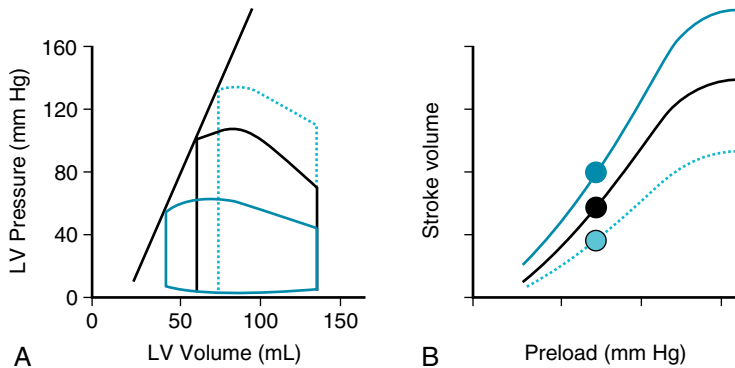 LV Pressure (mm Hg)
160
120
80
40
0
0
50
100
150
LV Volume (mL)
A
Stroke volume
Preload (mm Hg)
B